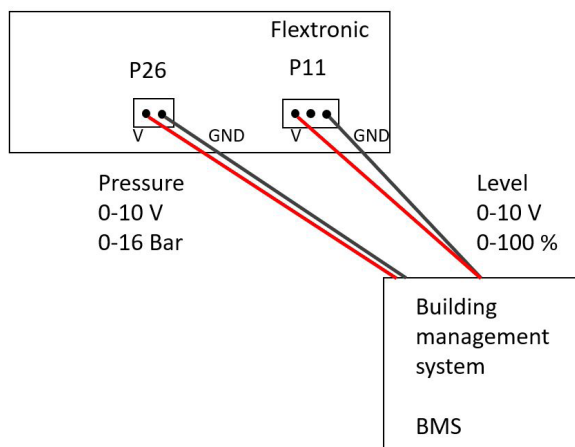 Flextronic
P26
P11
V
GND
V
GND
Pressure
0-10 V
0-16 Bar
Level
0-10 V
0-100 %
Building
management
system
BMS